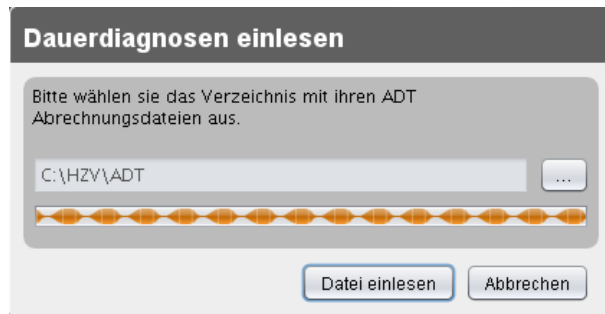 Dauerdiagnosen einlesen
Bitte wählen sie das Verzeichnis mit ihren ADT
Abrechnungsdateien aus.
C:\HZV\ADT
...
Datei einlesen
Abbrechen